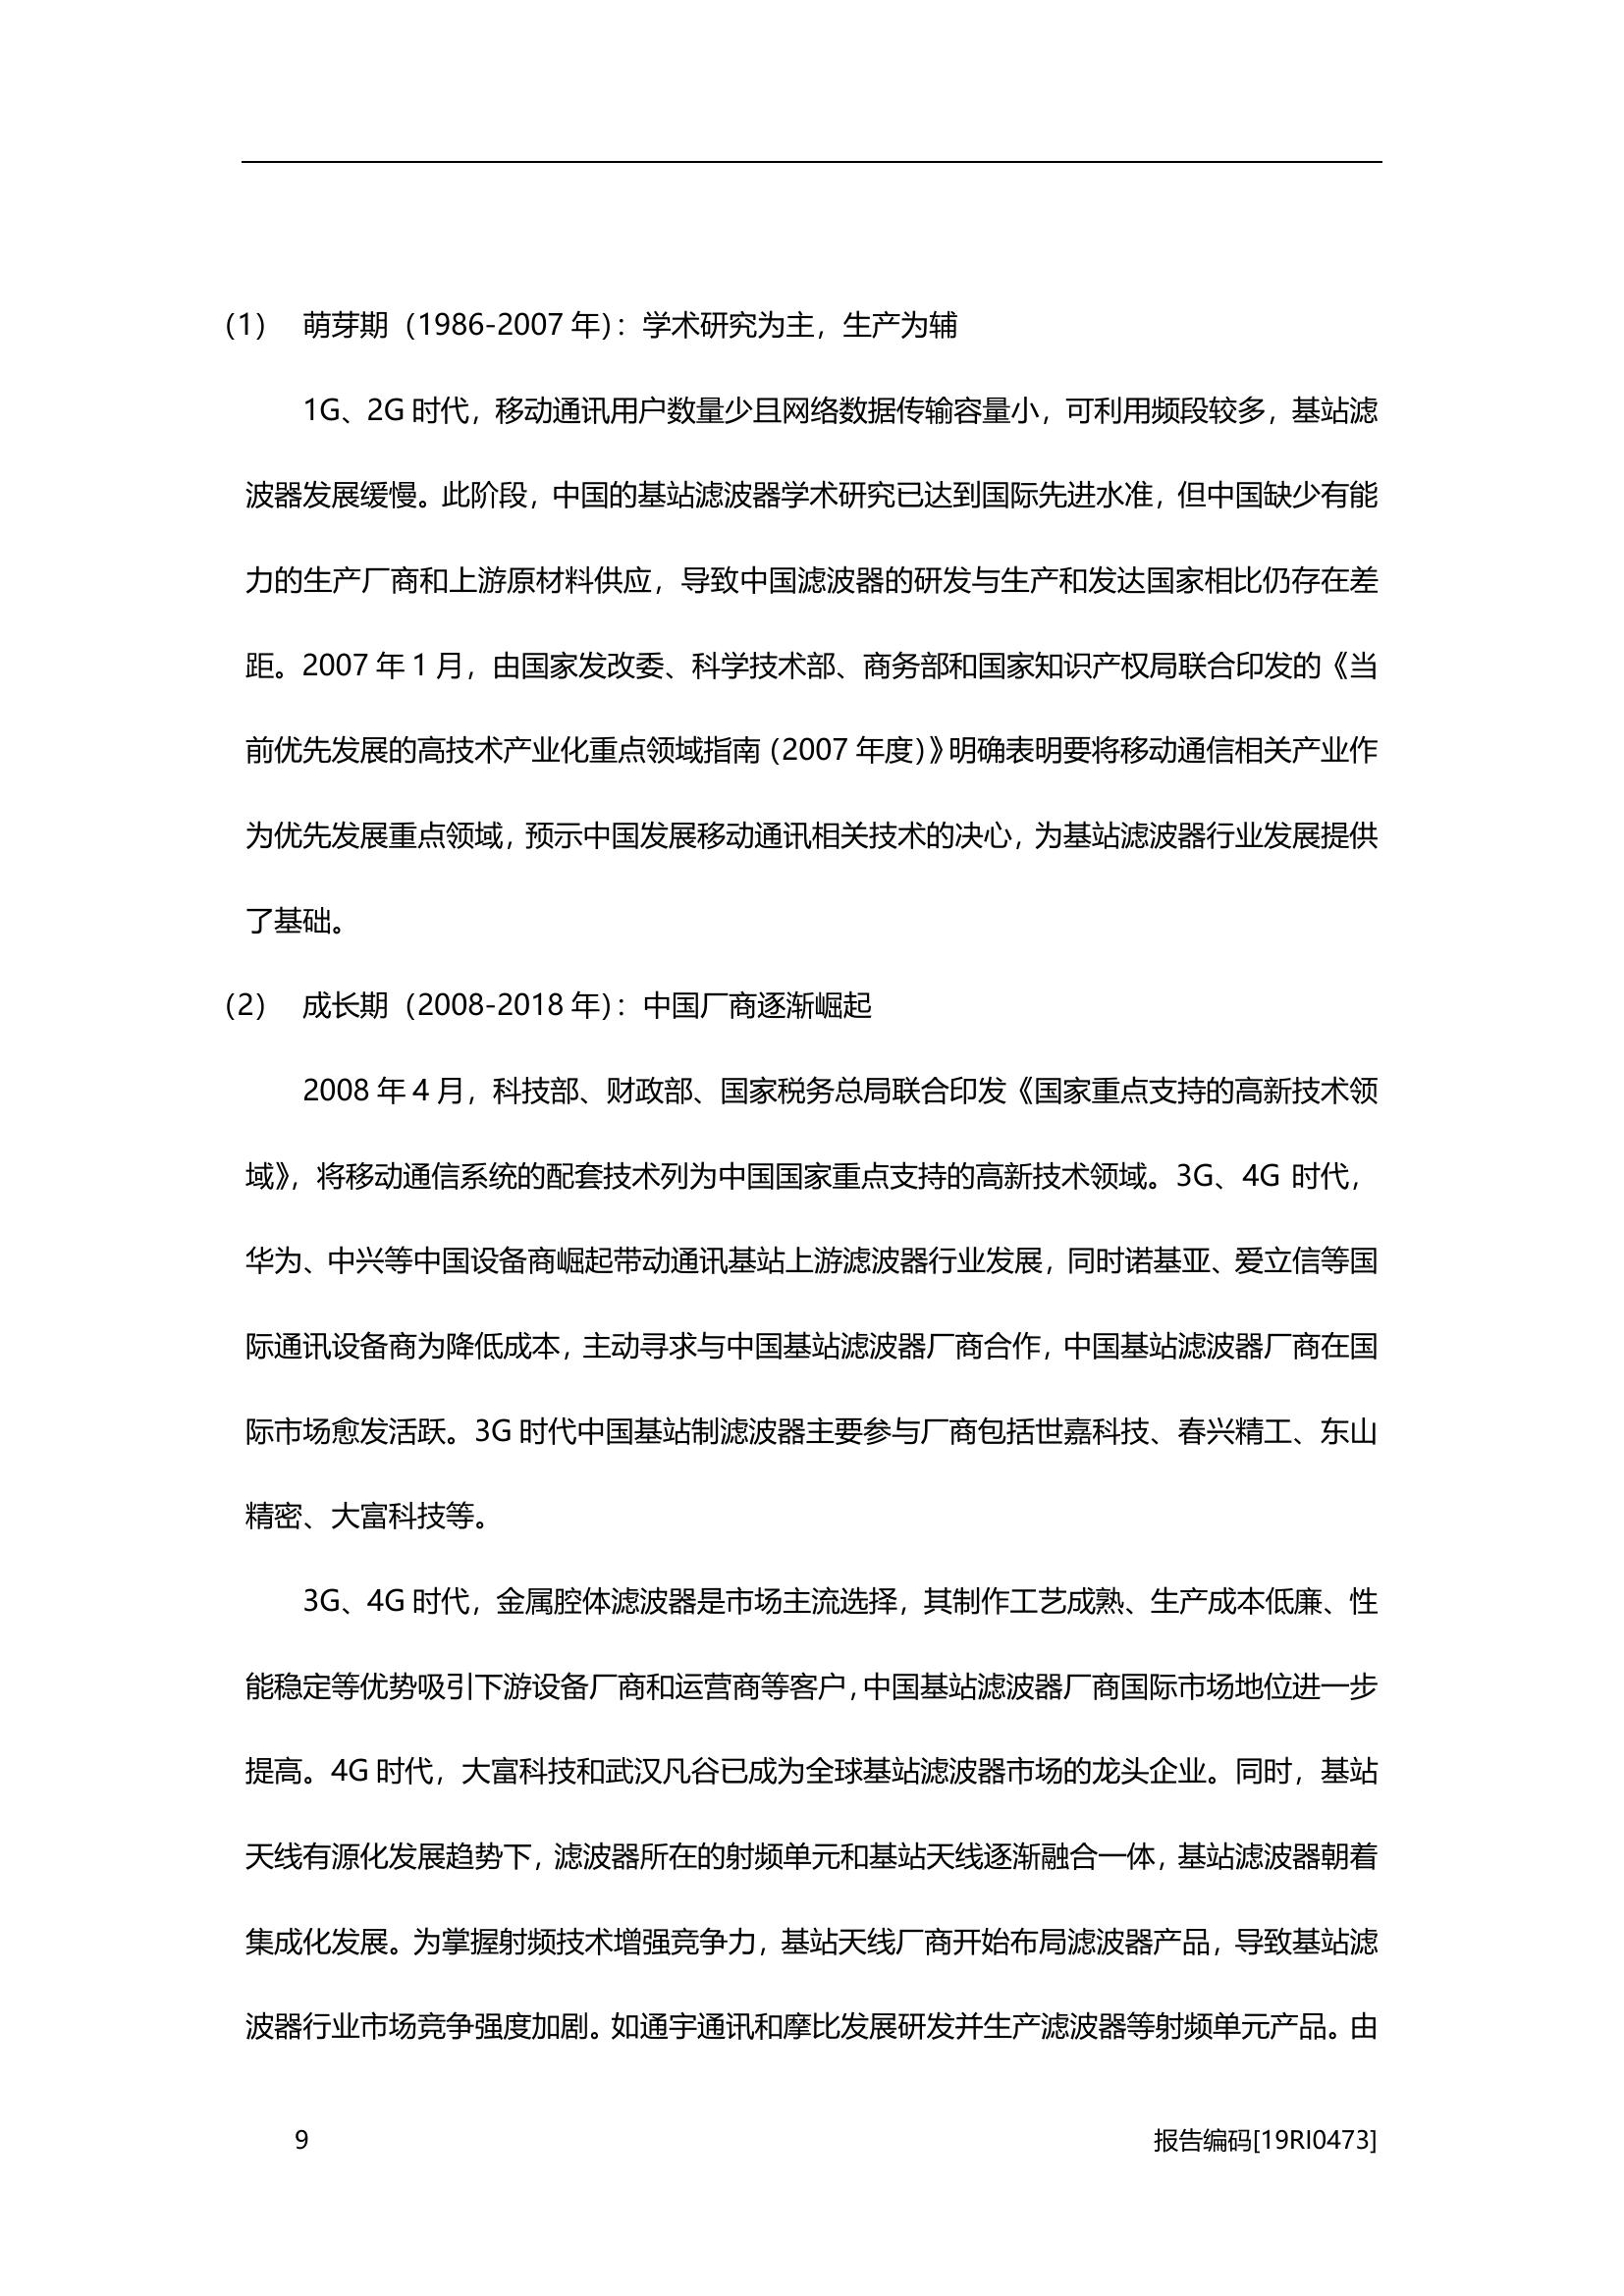 （1） 萌芽期（1986-2007 年）：学术研究为主，生产为辅
1G、2G 时代，移动通讯用户数量少且网络数据传输容量小，可利用频段较多，基站滤
波器发展缓慢。此阶段，中国的基站滤波器学术研究已达到国际先进水准，但中国缺少有能
力的生产厂商和上游原材料供应，导致中国滤波器的研发与生产和发达国家相比仍存在差
距。2007 年 1 月，由国家发改委、科学技术部、商务部和国家知识产权局联合印发的《当
前优先发展的高技术产业化重点领域指南（2007 年度）》明确表明要将移动通信相关产业作
为优先发展重点领域，预示中国发展移动通讯相关技术的决心，为基站滤波器行业发展提供
了基础。
（2） 成长期（2008-2018 年）：中国厂商逐渐崛起
2008 年 4 月，科技部、财政部、国家税务总局联合印发《国家重点支持的高新技术领
域》，将移动通信系统的配套技术列为中国国家重点支持的高新技术领域。3G、4G 时代，
华为、中兴等中国设备商崛起带动通讯基站上游滤波器行业发展，同时诺基亚、爱立信等国
际通讯设备商为降低成本，主动寻求与中国基站滤波器厂商合作，中国基站滤波器厂商在国
际市场愈发活跃。3G 时代中国基站制滤波器主要参与厂商包括世嘉科技、春兴精工、东山
精密、大富科技等。
3G、4G 时代，金属腔体滤波器是市场主流选择，其制作工艺成熟、生产成本低廉、性
能稳定等优势吸引下游设备厂商和运营商等客户，中国基站滤波器厂商国际市场地位进一步
提高。4G 时代，大富科技和武汉凡谷已成为全球基站滤波器市场的龙头企业。同时，基站
天线有源化发展趋势下，滤波器所在的射频单元和基站天线逐渐融合一体，基站滤波器朝着
集成化发展。为掌握射频技术增强竞争力，基站天线厂商开始布局滤波器产品，导致基站滤
波器行业市场竞争强度加剧。如通宇通讯和摩比发展研发并生产滤波器等射频单元产品。由
9 报告编码[19RI0473]